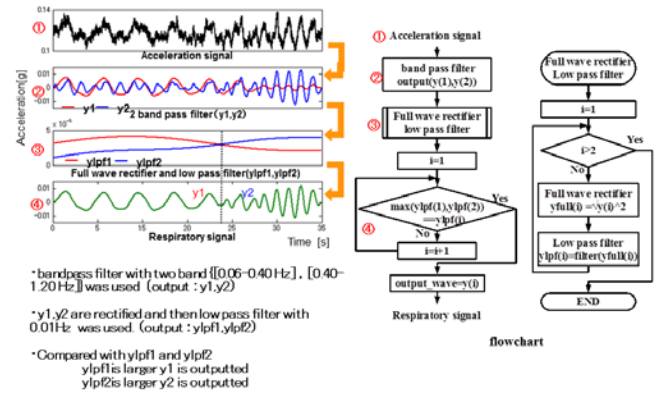 ①
0.14
0.1
Acceleration signal
Acceleration[g]
②
0.01
0
-0.01
y1 y2
2 band pass filter(y1,y2)
③
5
0
ylpf1 ylpf2
Full wave rectifier and low pass filter(ylpf1,ylpf2)
④
0.01
0
-0.01
y1 y2
0 5 10 15 20 25 30 35
Respiratory signal
Time [s]
・bandpass filter with two band{[0.06-0.40Hz], [0.40-
1.20Hz]} was used (output : y1,y2)
・y1,y2 are rectified and then low pass filter with
0.01Hz was used. (output : ylpf1,ylpf2)
・Compared with ylpf1 and ylpf2
ylpf1is larger y1 is outputted
ylpf2is larger y2 is outputted
① Acceleration signal
②
band pass filter
output(y(1),y(2))
③
Full wave rectifier
low pass filter
i=1
④
max(ylpf(1),ylpf(2))
==ylpf(i)
Yes
No
i=i+1
output_wave=y(i)
Respiratory signal
Full wave rectifier
Low pass filter
i=1
i>2
Yes
No
Full wave rectifier
yfull(i) =√y(i)^2
Low pass filter
ylpf(i)=filter(yfull(i))
END
flowchart